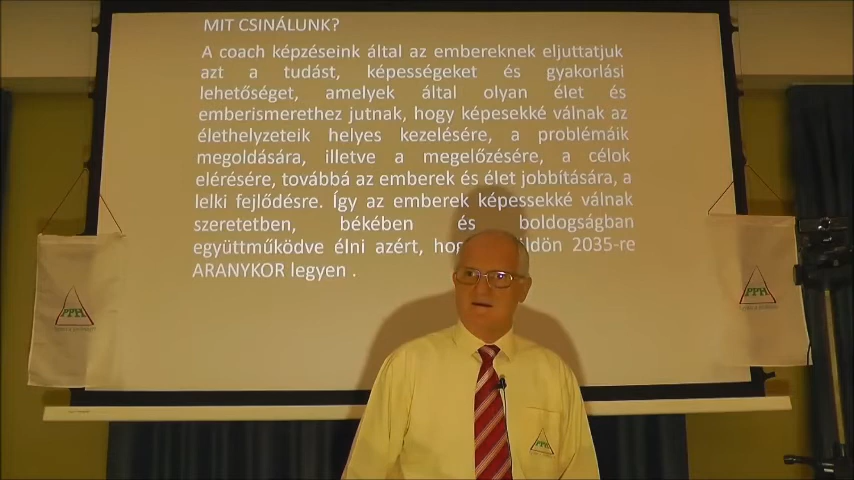 MIT CSINÁLUNK?
A coach képzéseink által az embereknek eljuttatjuk
azt a tudást, képességeket és gyakorlási
lehetőséget, amelyek által olyan élet és
emberismerethez jutnak, hogy képesekké válnak az
élethelyzeteik helyes kezelésére, a problémáik
megoldására, illetve a megelőzésére, a célok
elérésére, továbbá az emberek és élet jobbítására, a
lelki fejlődésre. Így az emberek képesekké válnak
szeretetben, békében és boldogságban
együttműködve élni azért, 2035-re
ARANYKOR legyen .
PPH
PPH
PPH